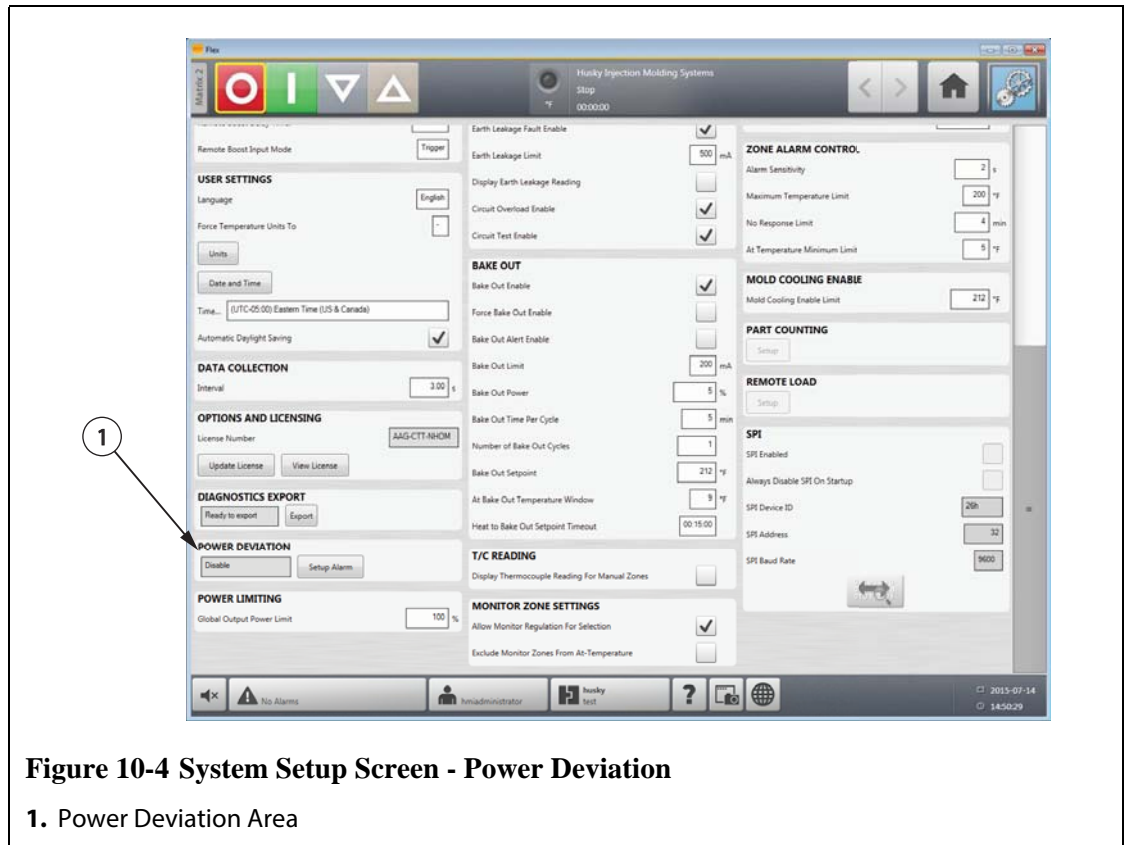 Flex
Matrix 2
Husky Injection Molding Systems
Stop
°F 00:00:00
Remote Boost Input Mode Trigger
USER SETTINGS
Language English
Force Temperature Units To -
Units
Date and Time
Time... (UTC-05:00) Eastern Time (US & Canada)
Automatic Daylight Saving
DATA COLLECTION
Interval 3.00 s
OPTIONS AND LICENSING
License Number AAG-CTT-NHOM
Update License View License
DIAGNOSTICS EXPORT
Ready to export Export
POWER DEVIATION
Disable Setup Alarm
POWER LIMITING
Global Output Power Limit 100 %
Earth Leakage Fault Enable
Earth Leakage Limit 500 mA
Display Earth Leakage Reading
Circuit Overload Enable
Circuit Test Enable
BAKE OUT
Bake Out Enable
Force Bake Out Enable
Bake Out Alert Enable
Bake Out Limit 200 mA
Bake Out Power 5 %
Bake Out Time Per Cycle 5 min
Number of Bake Out Cycles 1
Bake Out Setpoint 212 °F
At Bake Out Temperature Window 9 °F
Heat to Bake Out Setpoint Timeout 00:15:00
T/C READING
Display Thermocouple Reading For Manual Zones
MONITOR ZONE SETTINGS
Allow Monitor Regulation For Selection
Exclude Monitor Zones From At-Temperature
ZONE ALARM CONTROL
Alarm Sensitivity 2 s
Maximum Temperature Limit 200 °F
No Response Limit 4 min
At Temperature Minimum Limit 5 °F
MOLD COOLING ENABLE
Mold Cooling Enable Limit 212 °F
PART COUNTING
Setup
REMOTE LOAD
Setup
SPI
SPI Enabled
Always Disable SPI On Startup
SPI Device ID 26h
SPI Address 32
SPI Baud Rate 9600
1
No Alarms
hmiadministrator
husky
test
?
2015-07-14
14:50:29
Figure 10-4 System Setup Screen - Power Deviation
1. Power Deviation Area